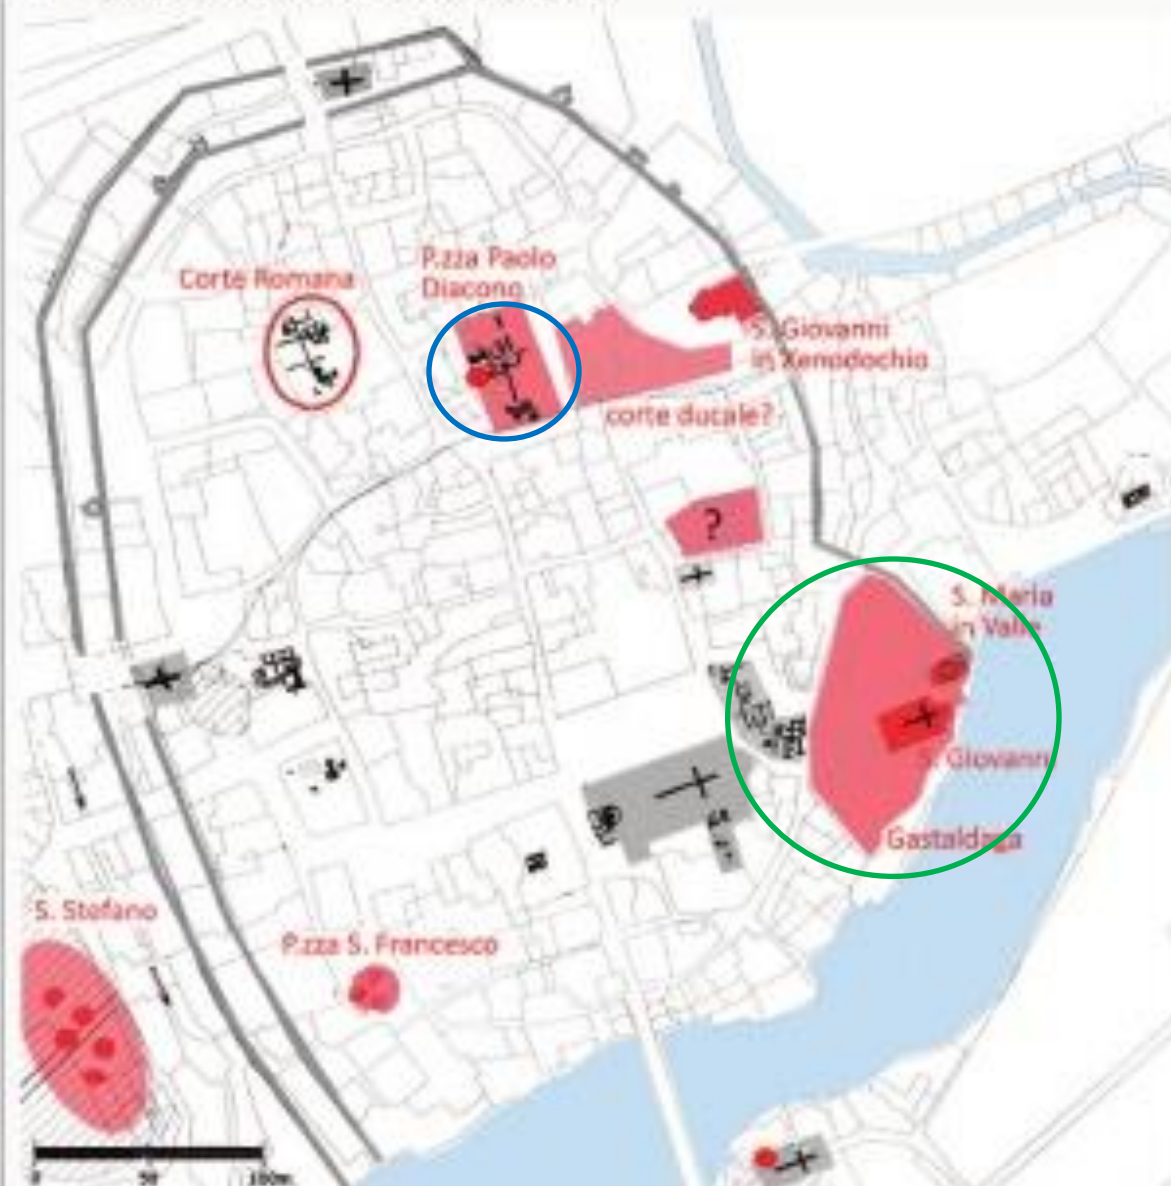 P.zza Paolo
Diacono
Corte Romana
S. Giovanni
in Xenodochio
corte ducale?
?
S. Maria
in Valle
S. Giovanni
Gastaldaga
S. Stefano
P.zza S. Francesco
0 50 100m